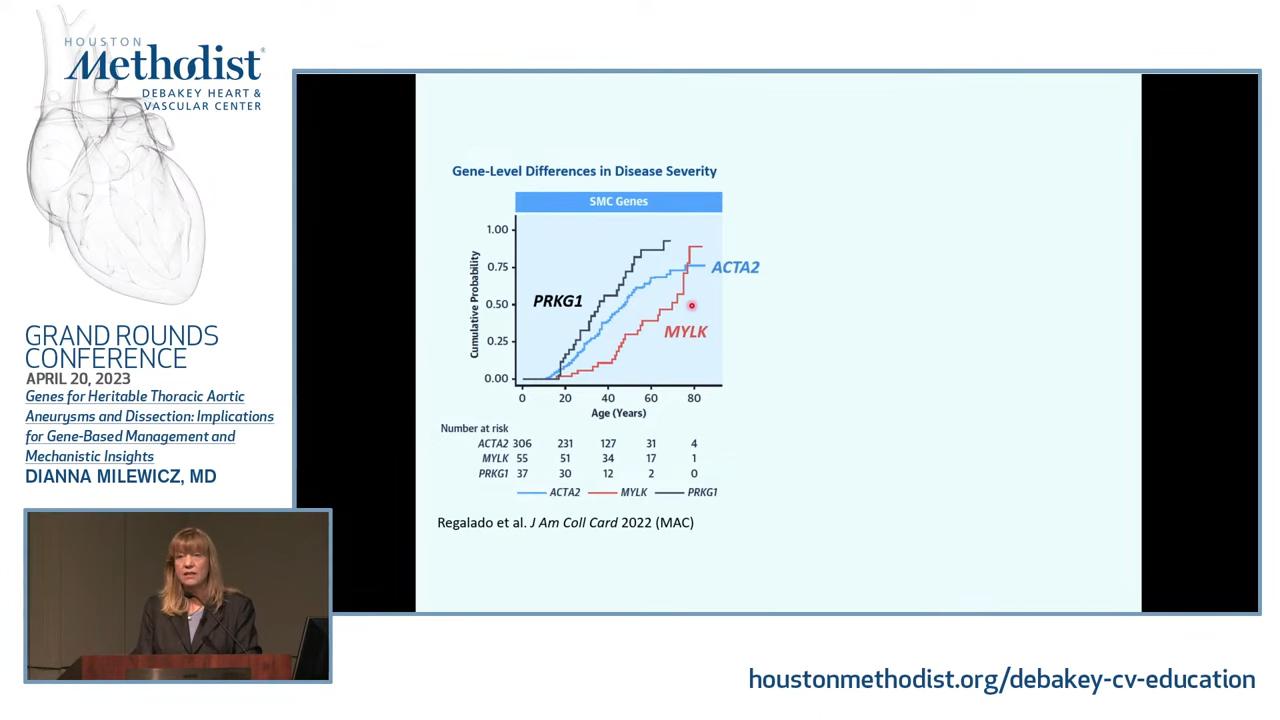 HOUSTON
Methodist®
DEBAKEY HEART &
VASCULAR CENTER
GRAND ROUNDS
CONFERENCE
APRIL 20, 2023
Genes for Heritable Thoracic Aortic
Aneurysms and Dissection: Implications
for Gene-Based Management and
Mechanistic Insights
DIANNA MILEWICZ, MD
Gene-Level Differences in Disease Severity
SMC Genes
Cumulative Probability
1.00
0.75
0.50
0.25
0.00
ACTA2
PRKG1
MYLK
0 20 40 60 80
Age (Years)
Number at risk
ACTA2 306 231 127 31 4
MYLK 55 51 34 17 1
PRKG1 37 30 12 2 0
ACTA2 MYLK PRKG1
Regalado et al. J Am Coll Card 2022 (MAC)
houstonmethodist.org/debakey-cv-education